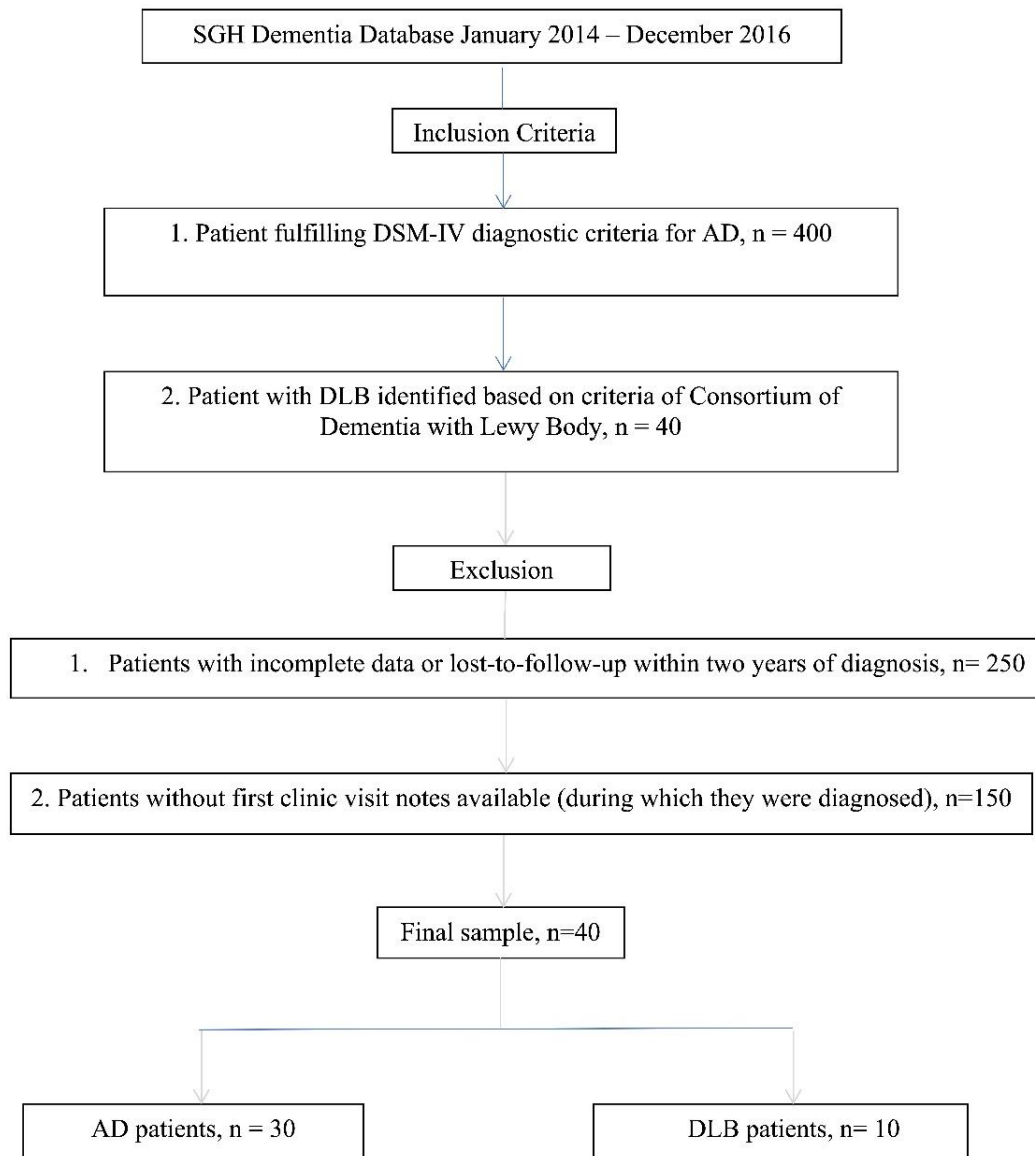 SGH Dementia Database January 2014 – December 2016
Inclusion Criteria
1. Patient fulfilling DSM-IV diagnostic criteria for AD, n = 400
2. Patient with DLB identified based on criteria of Consortium of
Dementia with Lewy Body, n = 40
Exclusion
1. Patients with incomplete data or lost-to-follow-up within two years of diagnosis, n= 250
2. Patients without first clinic visit notes available (during which they were diagnosed), n=150
Final sample, n=40
AD patients, n = 30
DLB patients, n= 10